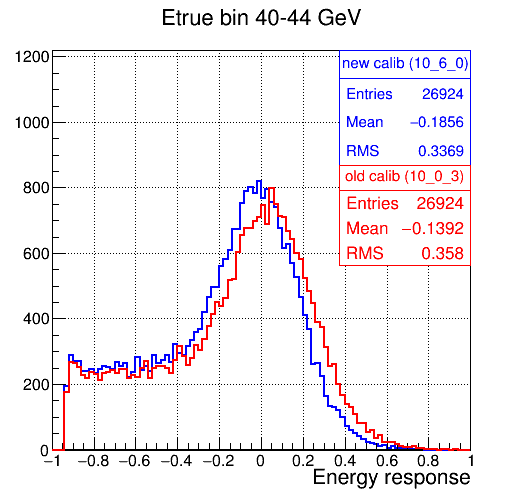 Etrue bin 40-44 GeV
new calib (10_6_0)
Entries 26924
Mean −0.1856
RMS 0.3369
old calib (10_0_3)
Entries 26924
Mean −0.1392
RMS 0.358
1200
1000
800
600
400
200
0
−1 −0.8 −0.6 −0.4 −0.2 0 0.2 0.4 0.6 0.8 1
Energy response